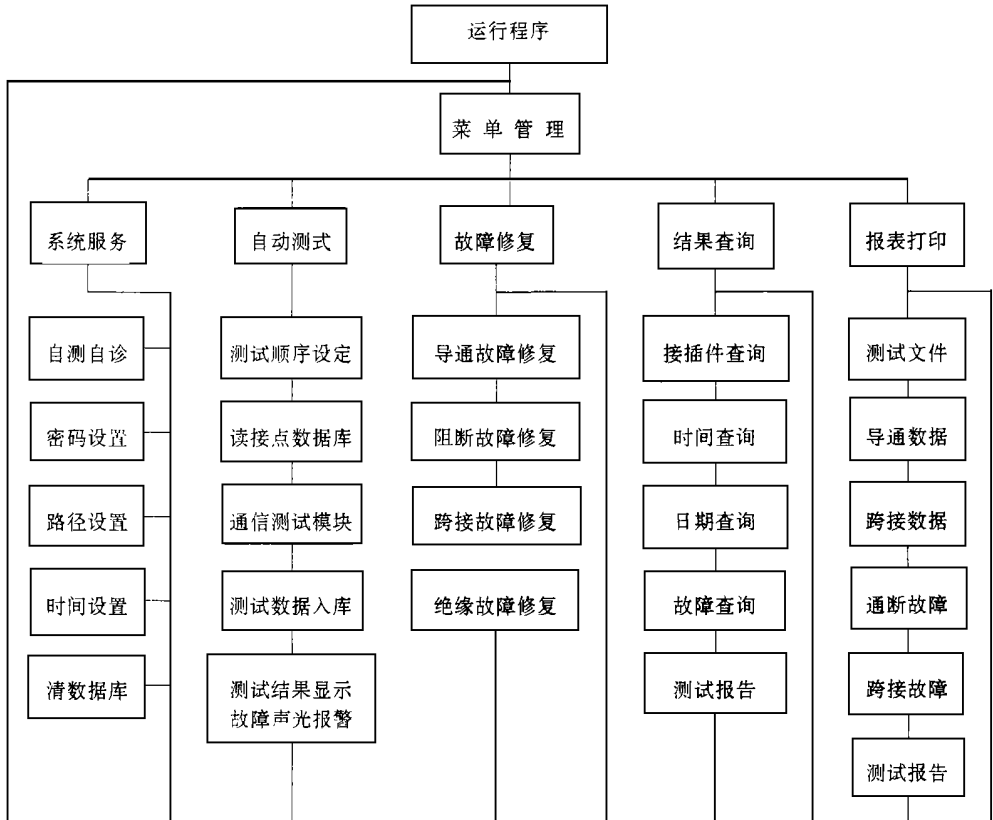 运行程序
菜单管理
系统服务
自动测式
故障修复
结果查询
报表打印
自测自诊
密码设置
路径设置
时间设置
清数据库
测试顺序设定
读接点数据库
通信测试模块
测试数据入库
测试结果显示
故障声光报警
导通故障修复
阻断故障修复
跨接故障修复
绝缘故障修复
接插件查询
时间查询
日期查询
故障查询
测试报告
测试文件
导通数据
跨接数据
通断故障
跨接故障
测试报告